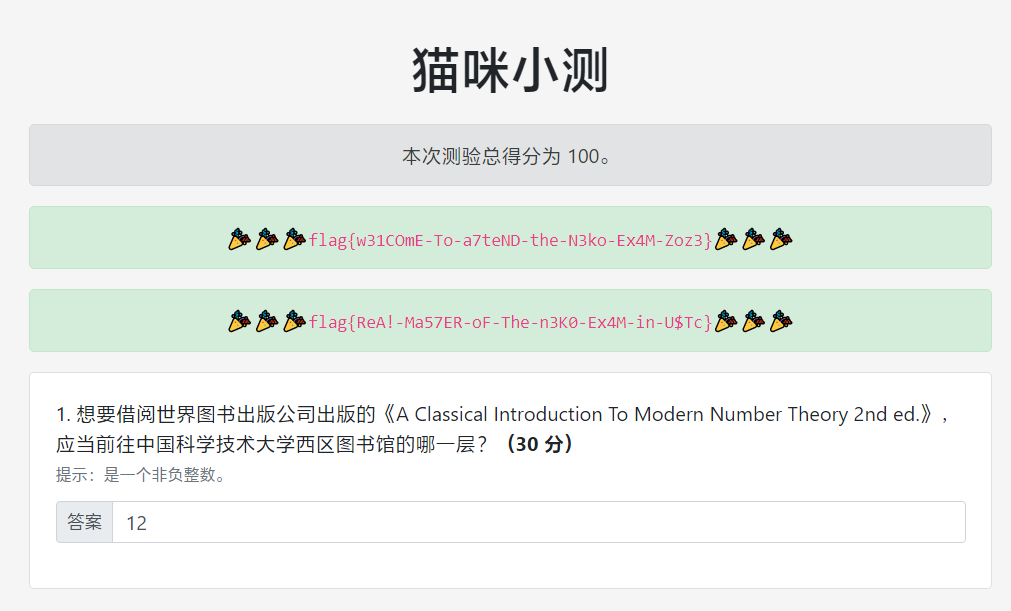 猫咪小测
本次测验总得分为 100。
flag{w31COmE-To-a7teND-the-N3ko-Ex4M-Zoz3}
flag{ReA!-Ma57ER-oF-The-n3K0-Ex4M-in-U$Tc}
1. 想要借阅世界图书出版公司出版的《A Classical Introduction To Modern Number Theory 2nd ed.》,
应当前往中国科学技术大学西区图书馆的哪一层？（30 分）
提示：是一个非负整数。
答案 12